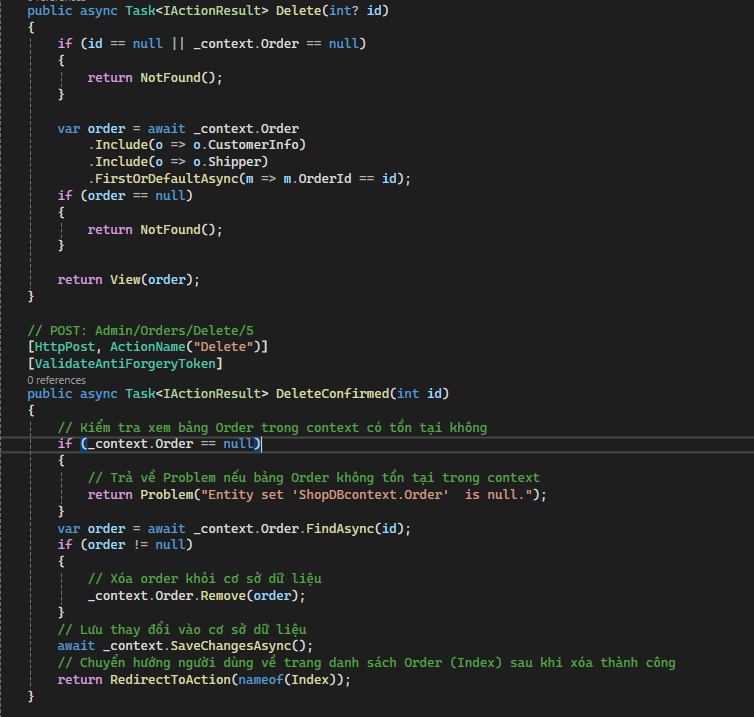 public async Task<IActionResult> Delete(int? id)
{
if (id == null || _context.Order == null)
{
return NotFound();
}
var order = await _context.Order
.Include(o => o.CustomerInfo)
.Include(o => o.Shipper)
.FirstOrDefaultAsync(m => m.OrderId == id);
if (order == null)
{
return NotFound();
}
return View(order);
}
// POST: Admin/Orders/Delete/5
[HttpPost, ActionName("Delete")]
[ValidateAntiForgeryToken]
0 references
public async Task<IActionResult> DeleteConfirmed(int id)
{
// Kiểm tra xem bảng Order trong context có tồn tại không
if (_context.Order == null)
{
// Trả về Problem nếu bảng Order không tồn tại trong context
return Problem("Entity set 'ShopDBcontext.Order'  is null.");
}
var order = await _context.Order.FindAsync(id);
if (order != null)
{
// Xóa order khỏi cơ sở dữ liệu
_context.Order.Remove(order);
}
// Lưu thay đổi vào cơ sở dữ liệu
await _context.SaveChangesAsync();
// Chuyển hướng người dùng về trang danh sách Order (Index) sau khi xóa thành công
return RedirectToAction(nameof(Index));
}